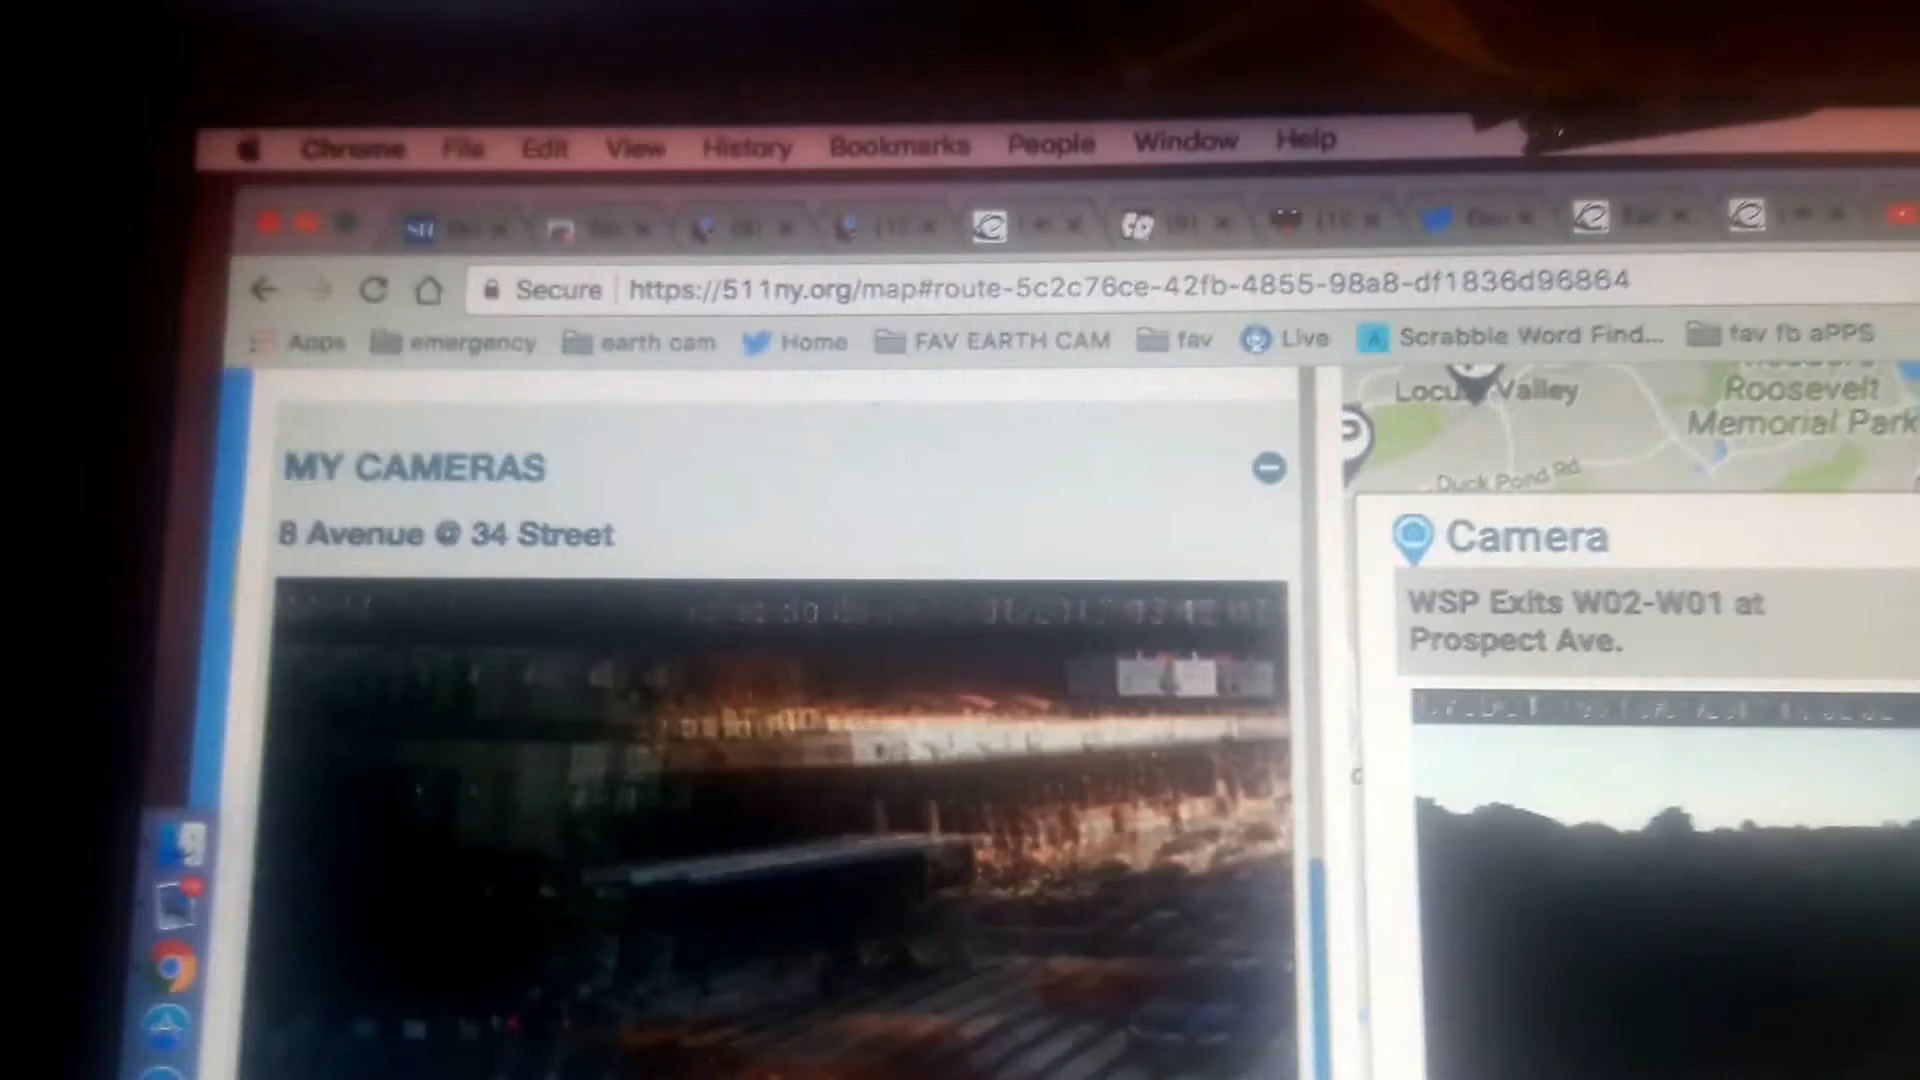 Chrome File Edit View History Bookmarks People Window Help
Secure https://511ny.org/map#route-5c2c76ce-42fb-4855-98a8-df1836d96864
Apps emergency earth cam Home FAV EARTH CAM fav Live Scrabble Word Find... fav fb aPPS
MY CAMERAS
8 Avenue @ 34 Street
Valley
Roosevelt
Memorial Park
Duck Pond Rd
Camera
WSP Exits W02-W01 at
Prospect Ave.